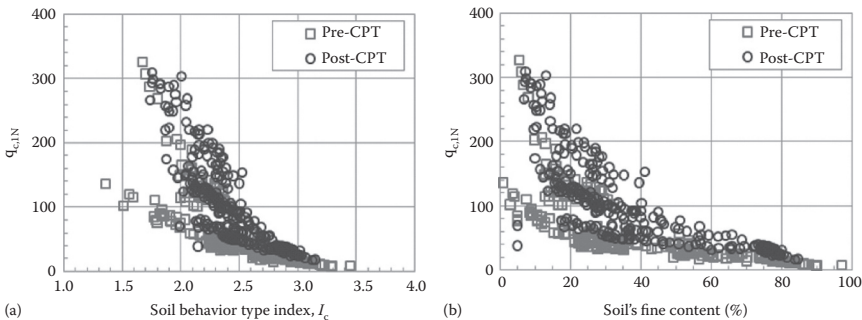 400
300
200
100
0
q_c,1N
Pre-CPT
Post-CPT
1.0 1.5 2.0 2.5 3.0 3.5 4.0
(a) Soil behavior type index, I_c
400
300
200
100
0
q_c,1N
Pre-CPT
Post-CPT
0 20 40 60 80 100
(b) Soil's fine content (%)